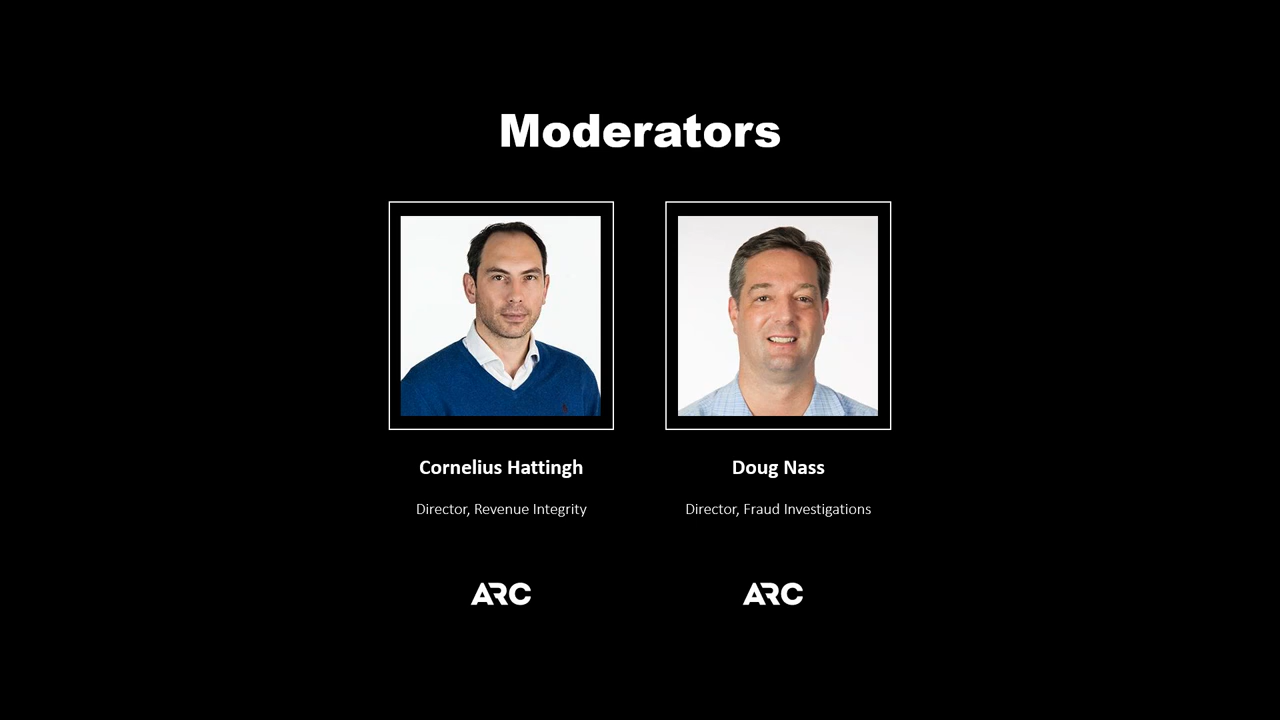 Moderators
Cornelius Hattingh
Doug Nass
Director, Revenue Integrity
Director, Fraud Investigations
ARC
ARC